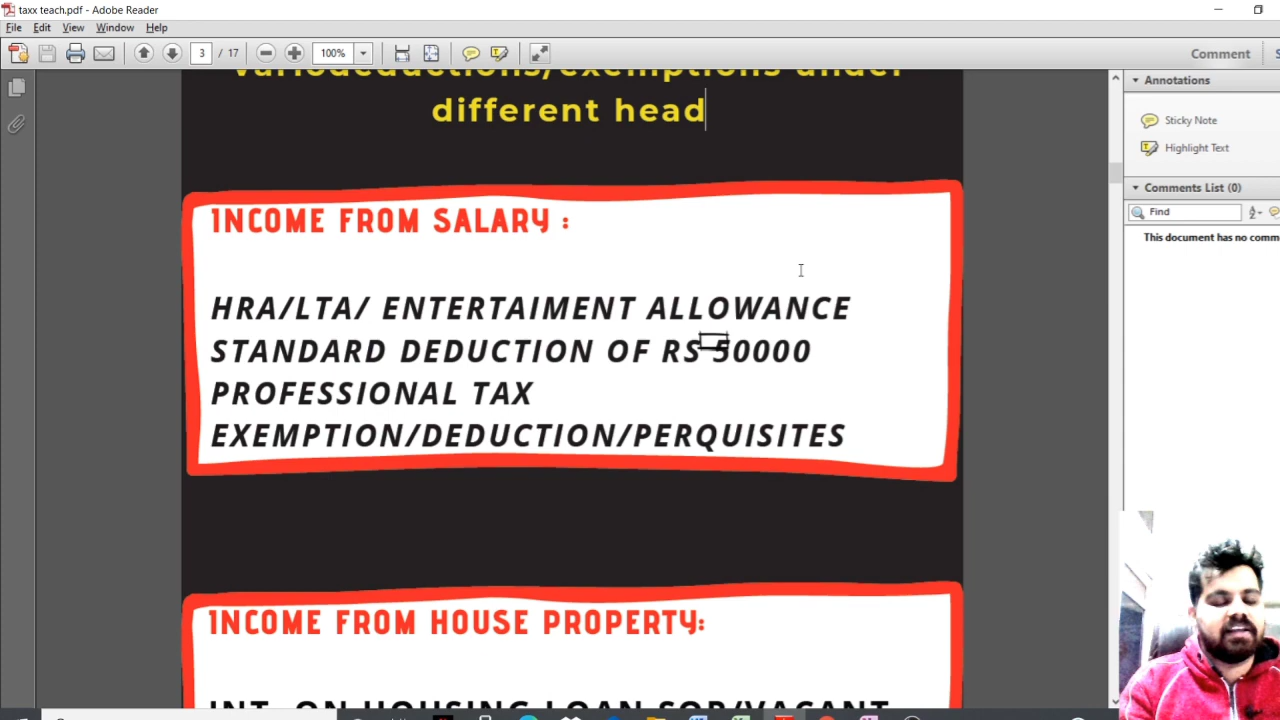 taxx teach.pdf - Adobe Reader
File Edit View Window Help
3 / 17 100% Comment
Annotations
Sticky Note
Highlight Text
Comments List (0)
Find
This document has no comm
different head
INCOME FROM SALARY :
HRA/LTA/ ENTERTAIMENT ALLOWANCE
STANDARD DEDUCTION OF RS 50000
PROFESSIONAL TAX
EXEMPTION/DEDUCTION/PERQUISITES
INCOME FROM HOUSE PROPERTY: